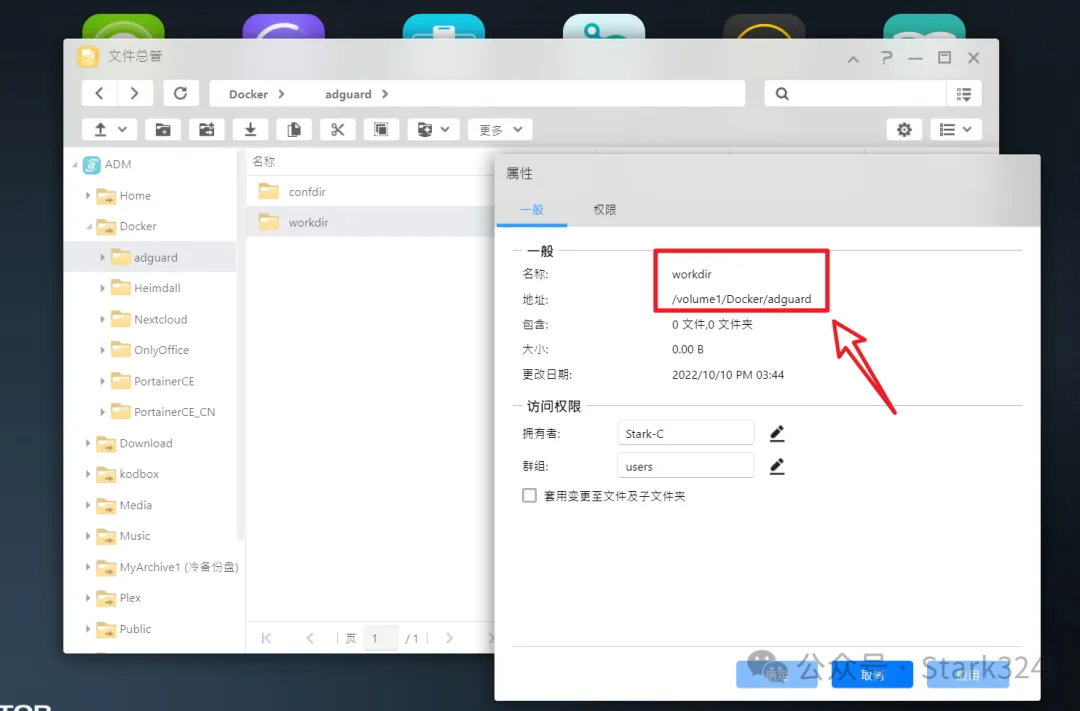 文件总管
Docker
adguard
更多
ADM
Home
Docker
adguard
Heimdall
Nextcloud
OnlyOffice
PortainerCE
PortainerCE_CN
Download
kodbox
Media
Music
MyArchive1 (冷备份盘)
Plex
Public
名称
confdir
workdir
页 1 / 1
属性
一般 权限
一般
名称: workdir
地址: /volume1/Docker/adguard
包含: 0 文件,0 文件夹
大小: 0.00 B
更改日期: 2022/10/10 PM 03:44
访问权限
拥有者: Stark-C
群组: users
套用变更至文件及子文件夹
确定 取消 应用
公众号 · Stark324
TOR